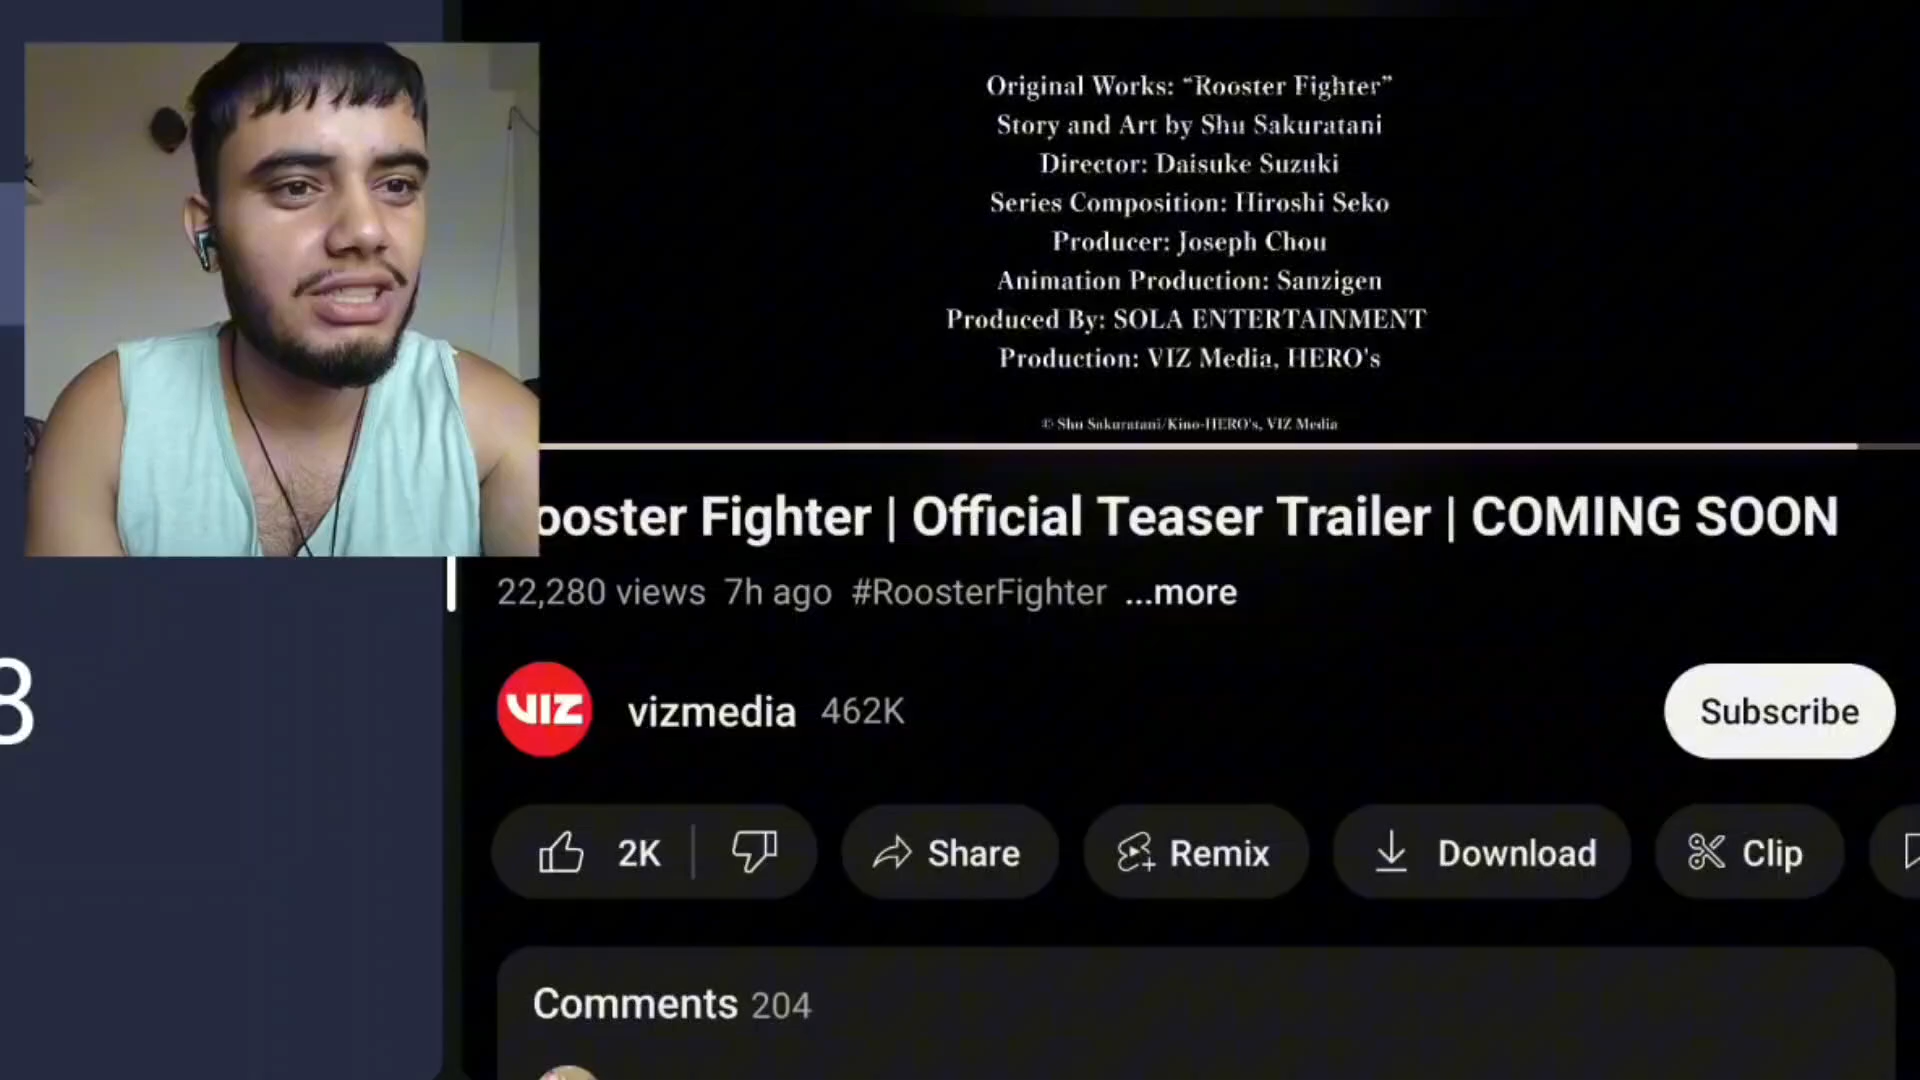 Original Works: “Rooster Fighter”
Story and Art by Shu Sakuratani
Director: Daisuke Suzuki
Series Composition: Hiroshi Seko
Producer: Joseph Chou
Animation Production: Sanzigen
Produced By: SOLA ENTERTAINMENT
Production: VIZ Media, HERO's
© Shu Sakuratani/Kino-HERO's, VIZ Media
ooster Fighter | Official Teaser Trailer | COMING SOON
22,280 views 7h ago #RoosterFighter ...more
8
VIZ vizmedia 462K Subscribe
2K Share Remix Download Clip
Comments 204